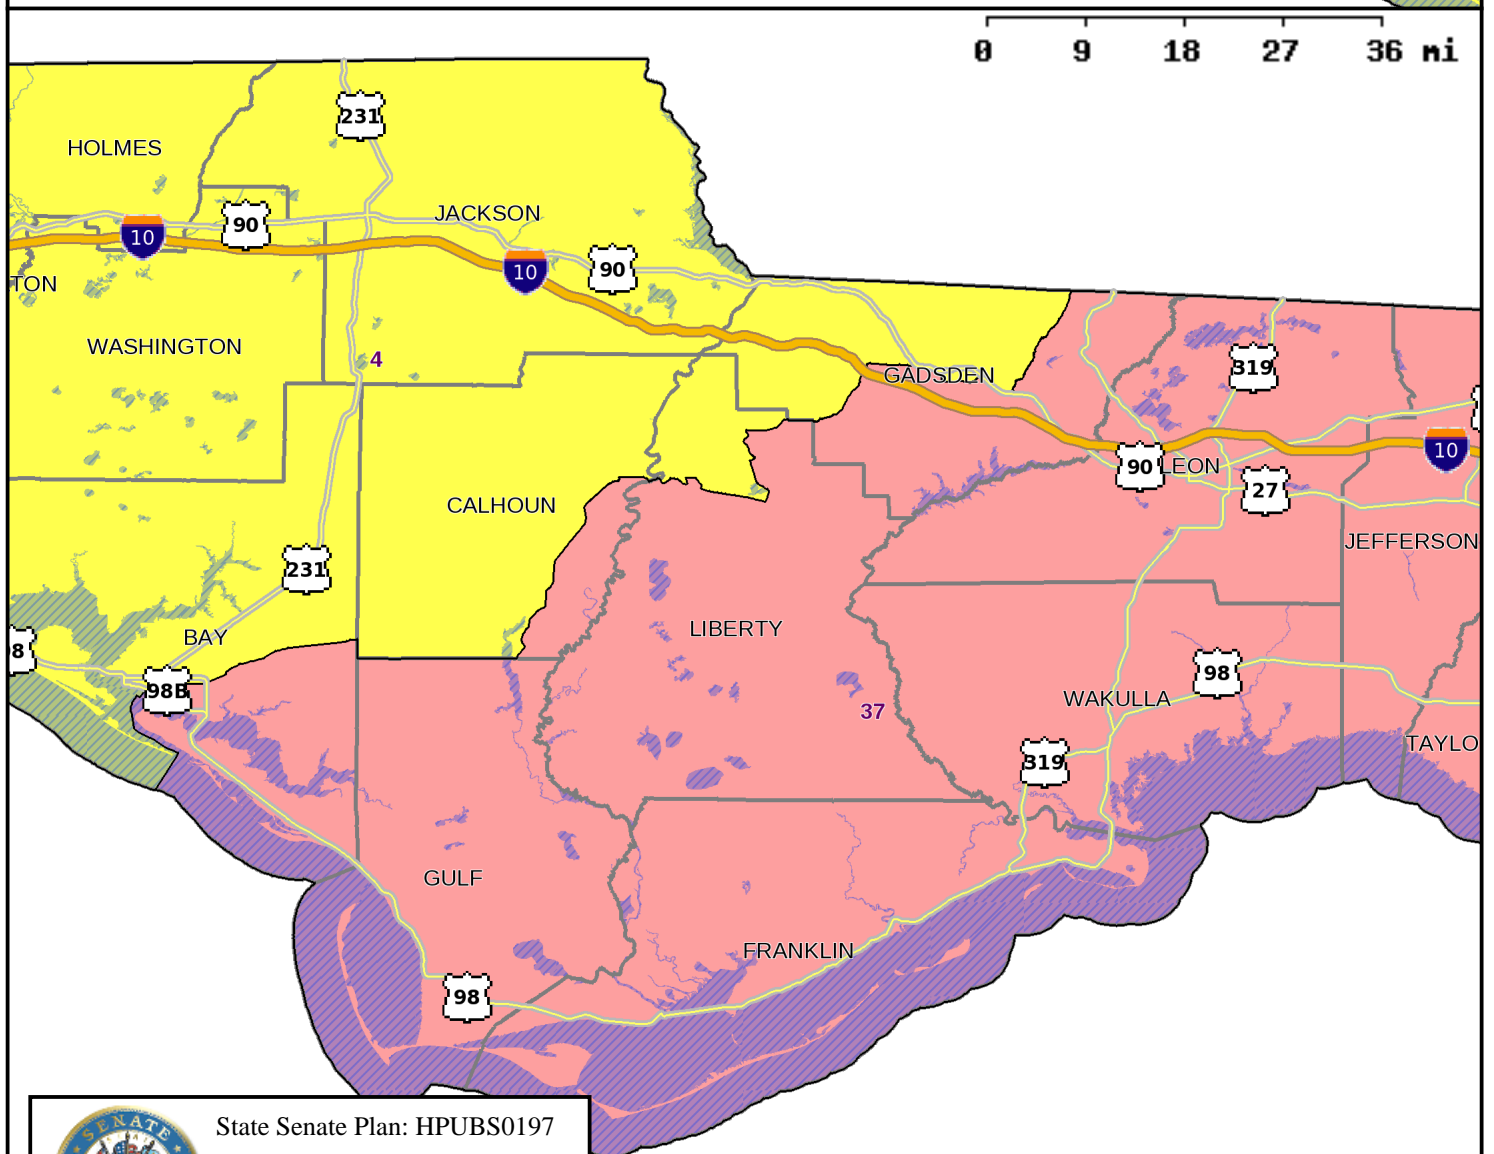 0 9 18 27 36 mi
231
HOLMES
JACKSON
90
10
10
90
TON
WASHINGTON
4
GADSDEN
319
10
90
LEON
27
CALHOUN
JEFFERSON
231
LIBERTY
BAY
98
98B
98
WAKULLA
37
TAYLO
319
GULF
FRANKLIN
98
State Senate Plan: HPUBS0197
SENATE